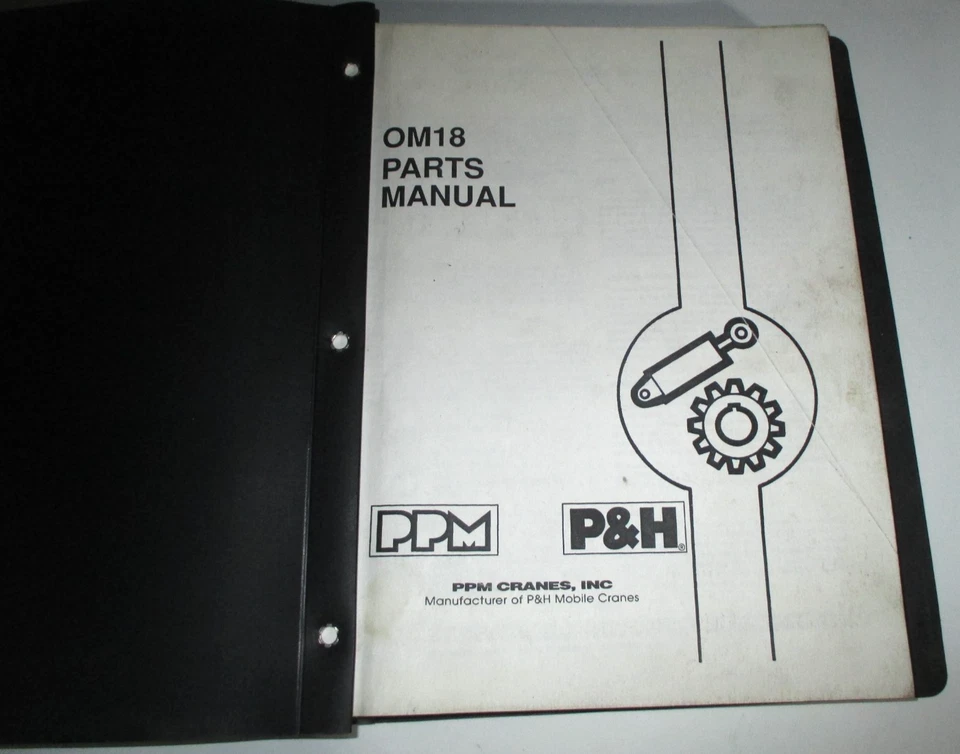 OM18
PARTS
MANUAL
PPM
P&H®
PPM CRANES, INC
Manufacturer of P&H Mobile Cranes